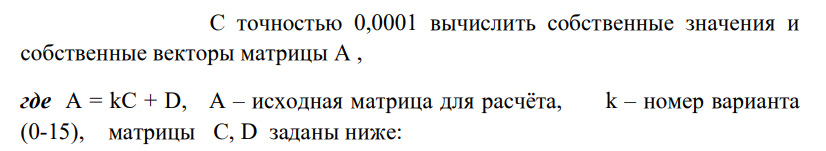 С точностью 0,0001 вычислить собственные значения и
собственные векторы матрицы А ,
где А = kC + D, А – исходная матрица для расчёта, k – номер варианта
(0-15), матрицы C, D заданы ниже: